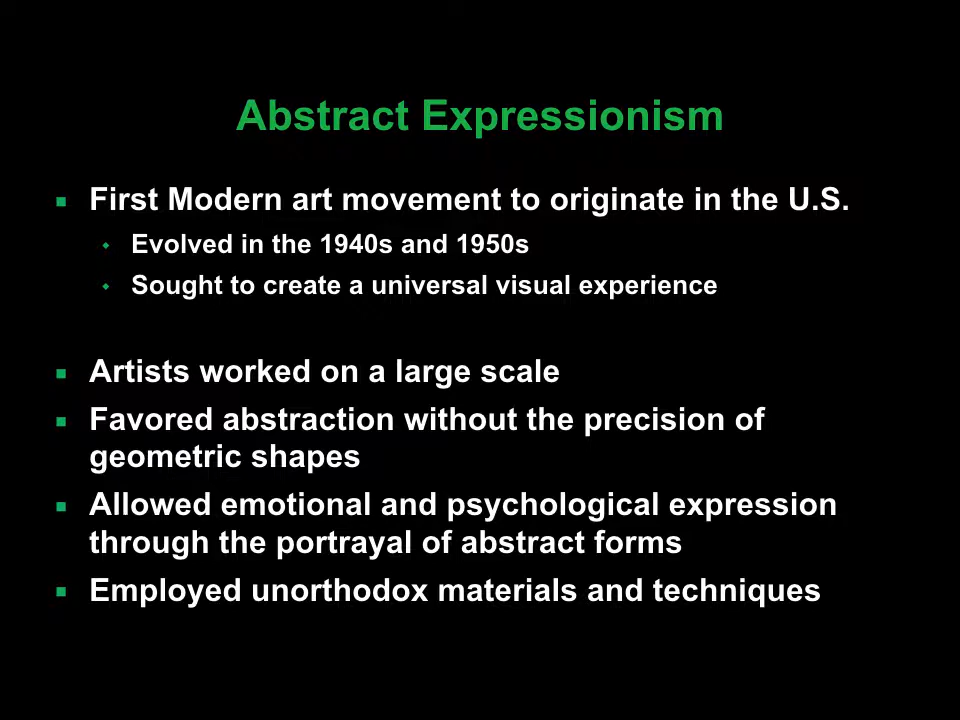 Abstract Expressionism
First Modern art movement to originate in the U.S.
Evolved in the 1940s and 1950s
Sought to create a universal visual experience
Artists worked on a large scale
Favored abstraction without the precision of
geometric shapes
Allowed emotional and psychological expression
through the portrayal of abstract forms
Employed unorthodox materials and techniques